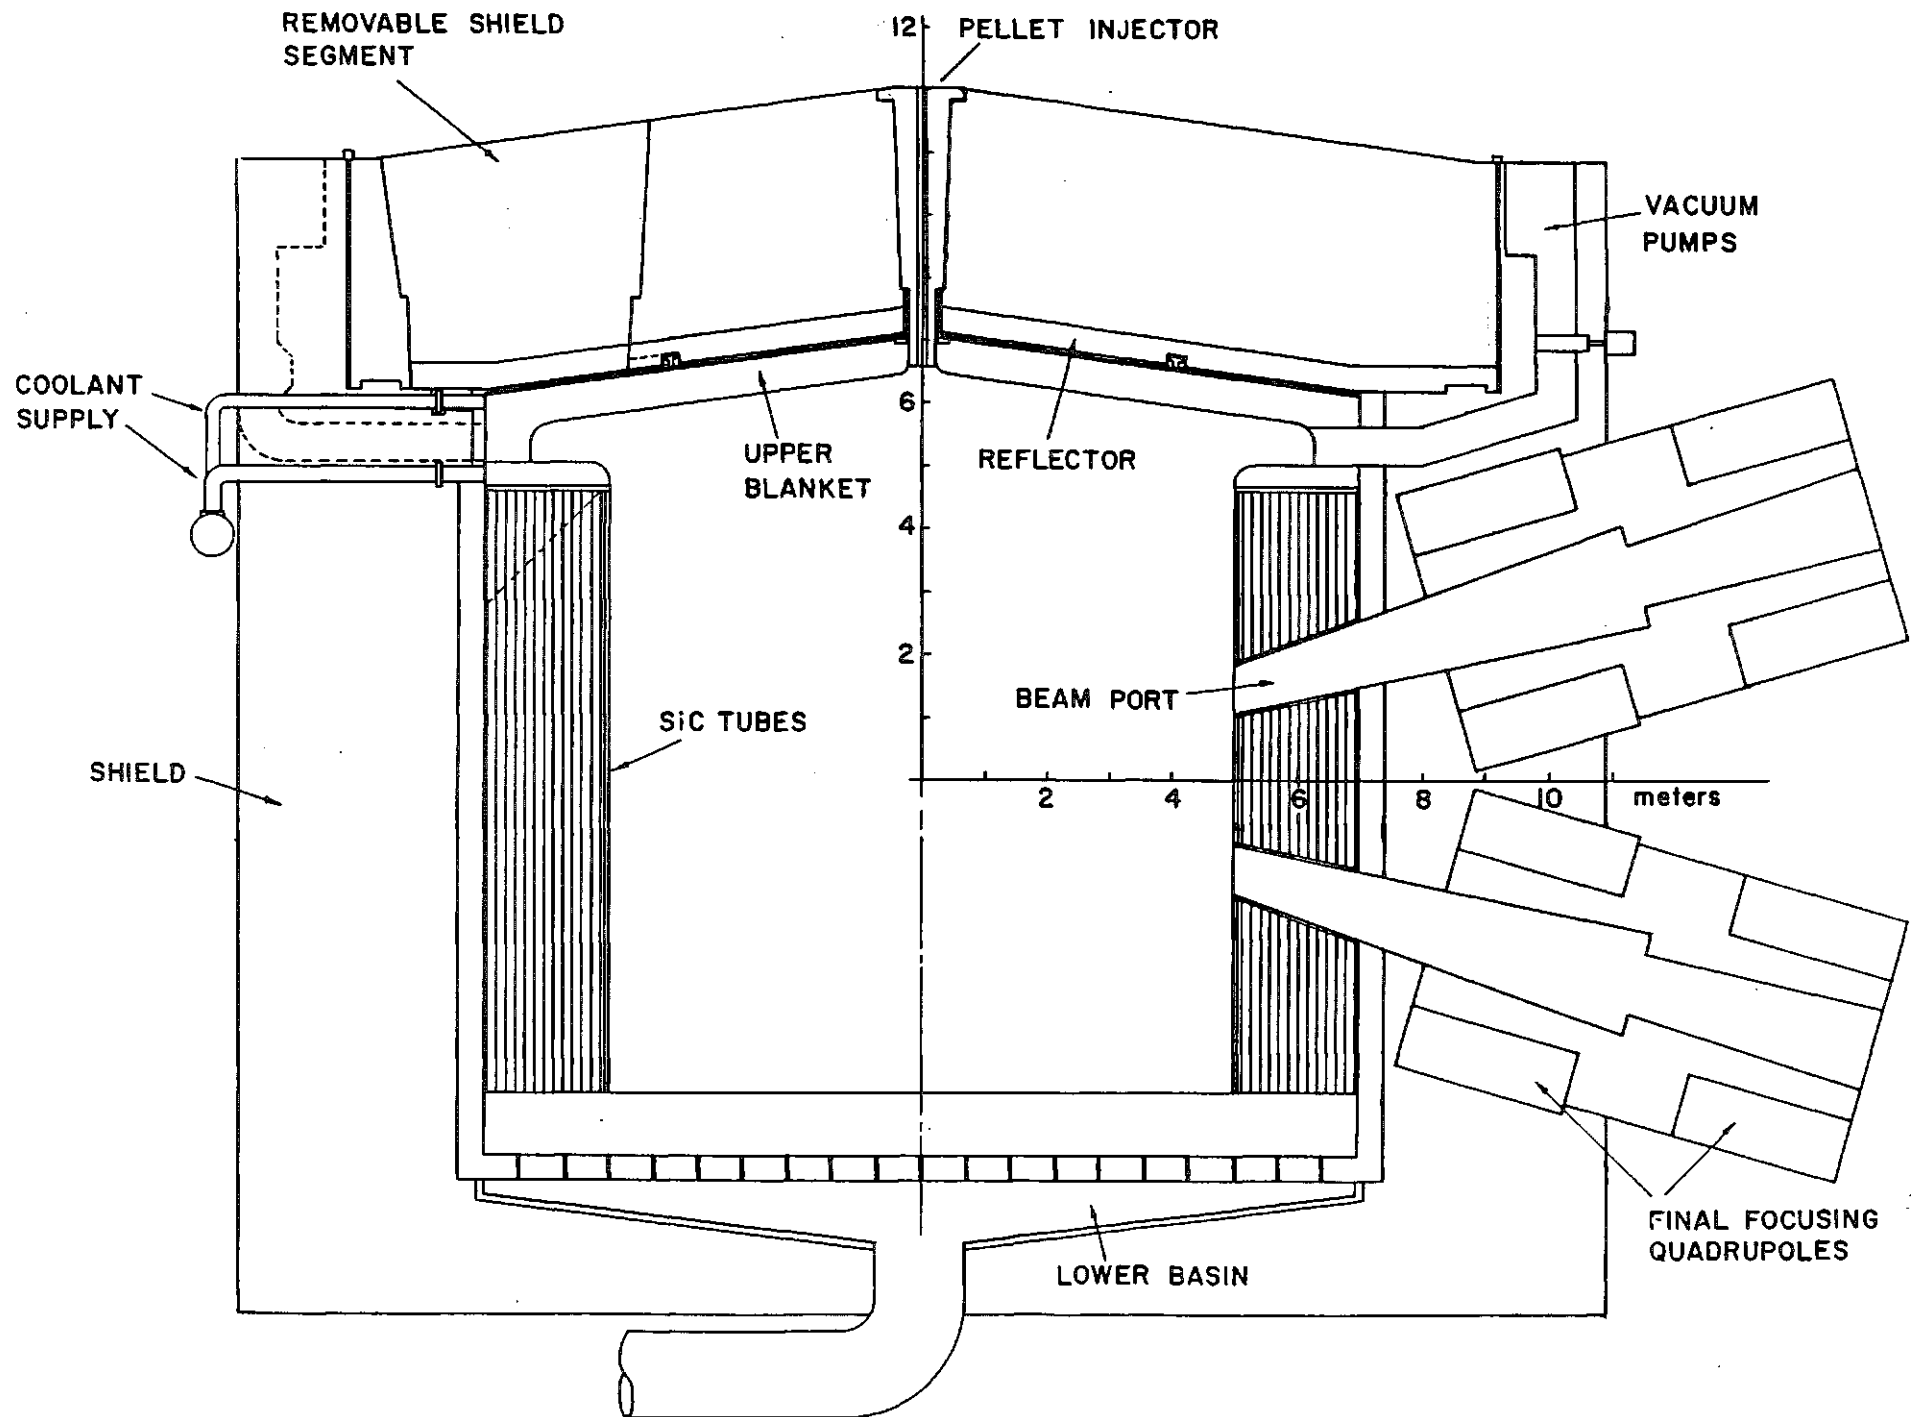 REMOVABLE SHIELD
SEGMENT
12
PELLET INJECTOR
VACUUM
PUMPS
COOLANT
SUPPLY
6
UPPER
BLANKET
REFLECTOR
4
2
BEAM PORT
SiC TUBES
SHIELD
2
4
6
8
10
meters
FINAL FOCUSING
QUADRUPOLES
LOWER BASIN